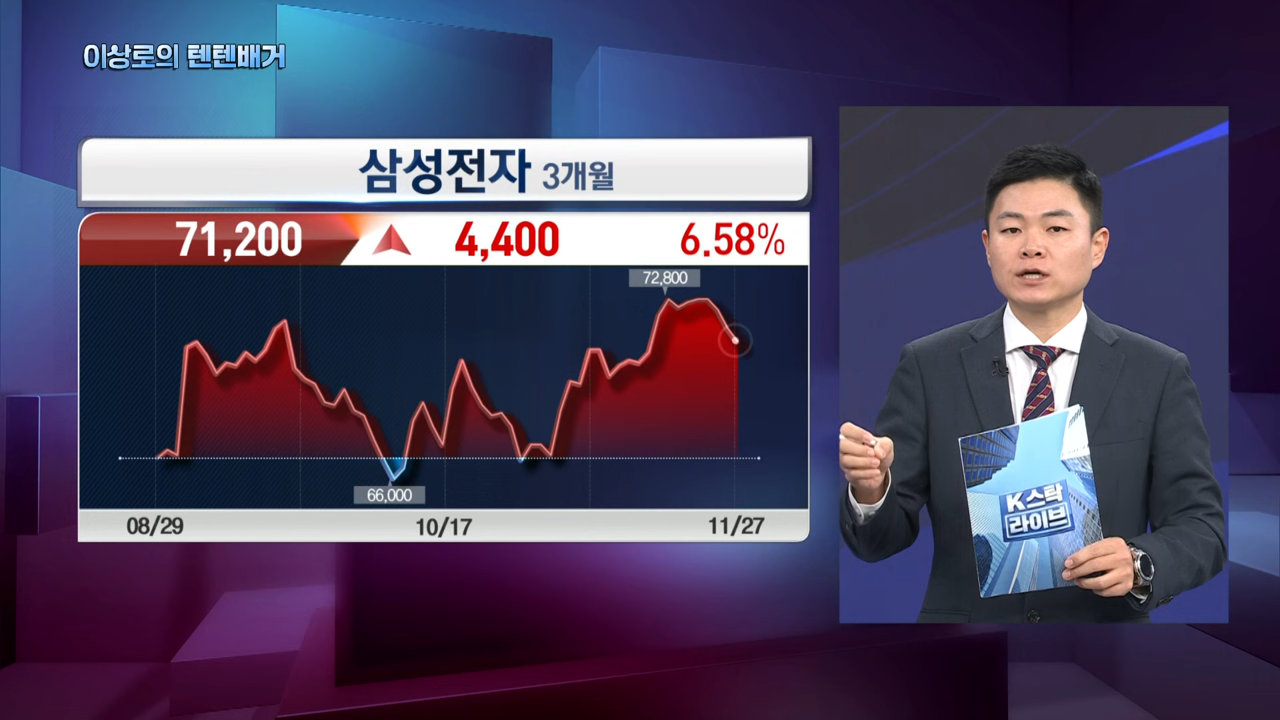 이상로의 텐텐배거
삼성전자 3개월
71,200 4,400 6.58%
72,800
66,000
08/29 10/17 11/27
K스탁
라이브